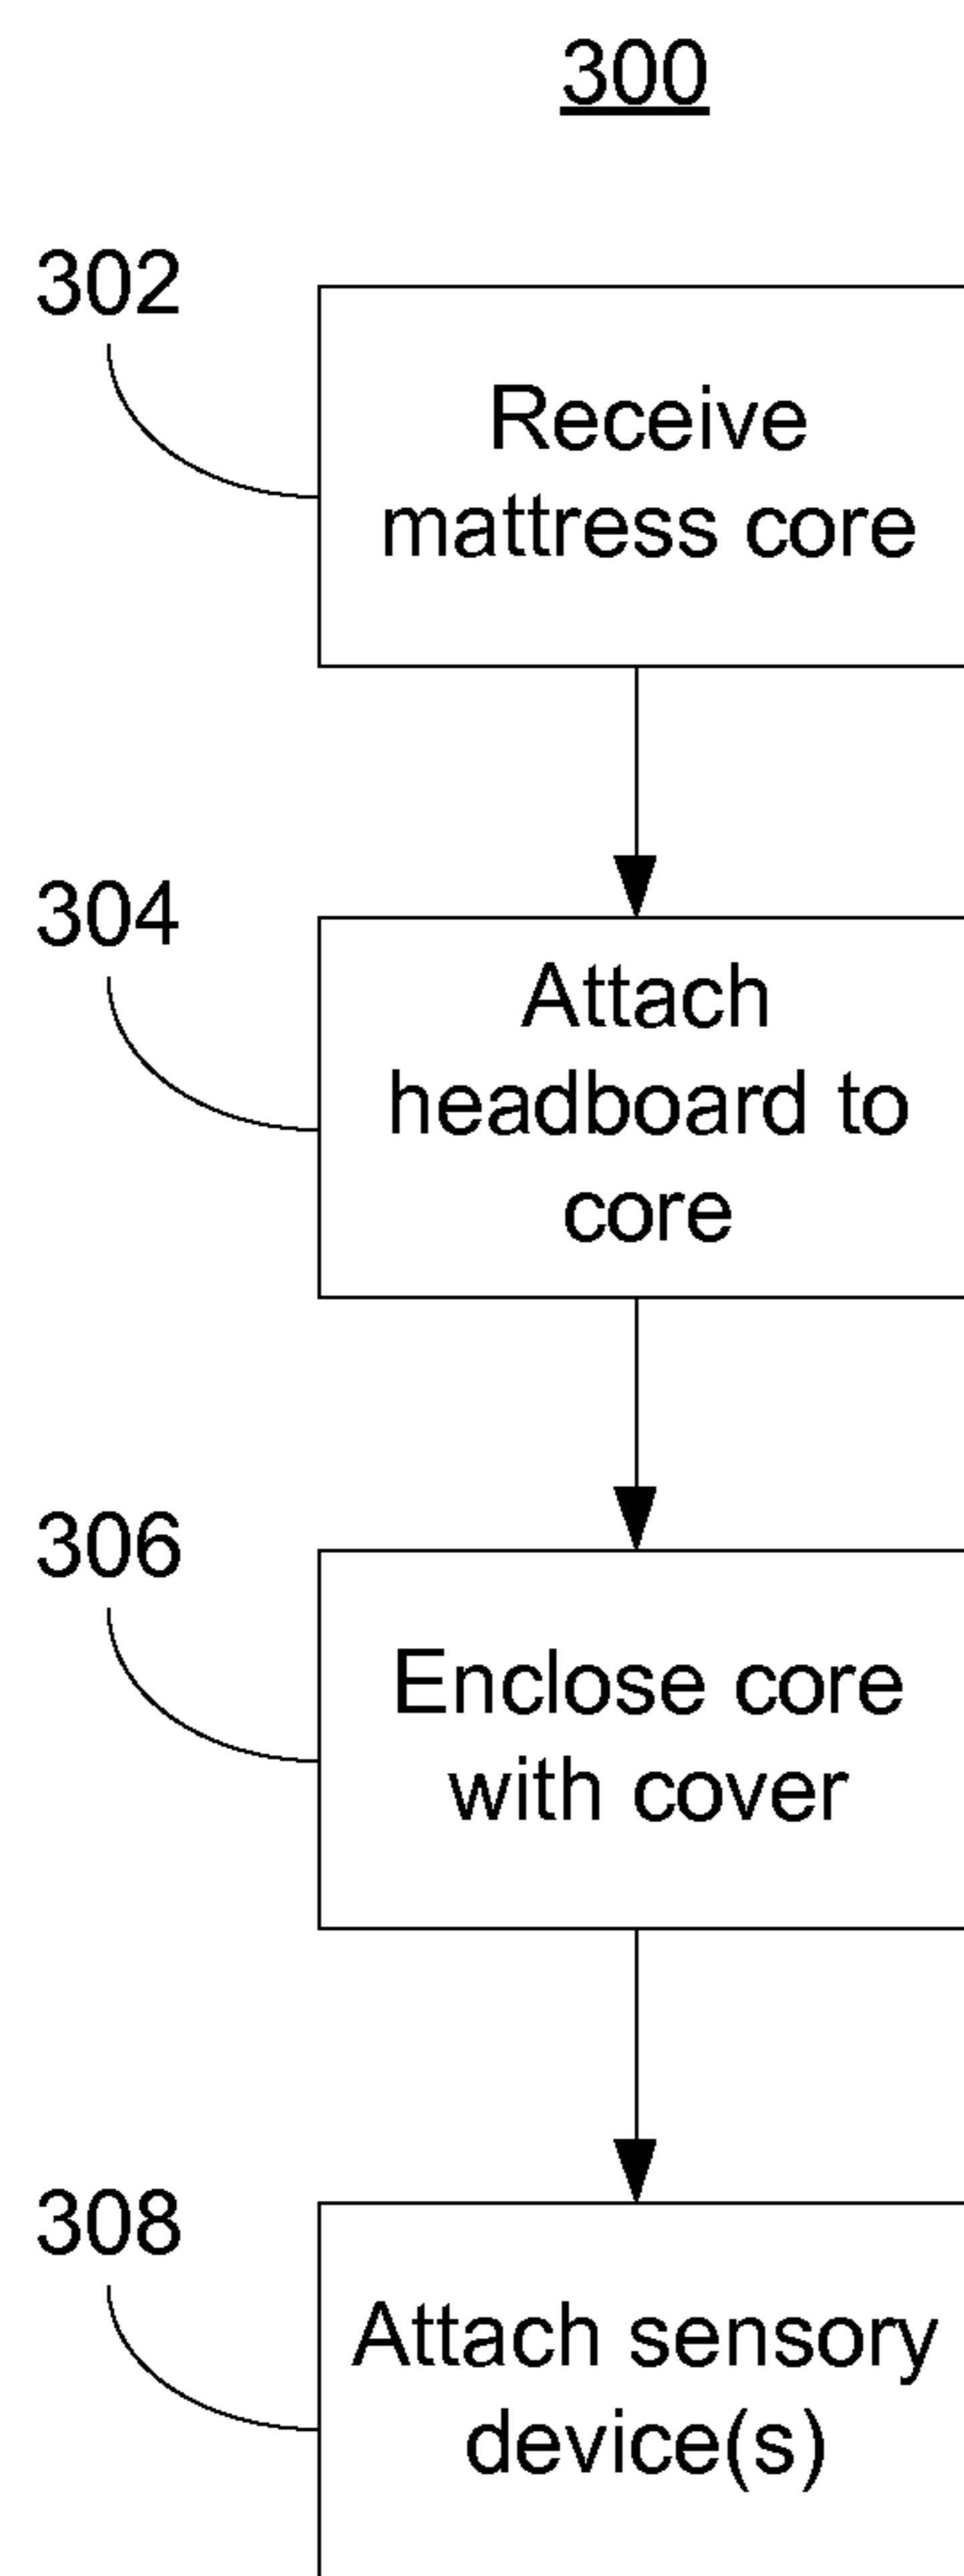 300
302
Receive
mattress core
304
Attach
headboard to
core
306
Enclose core
with cover
308
Attach sensory
device(s)